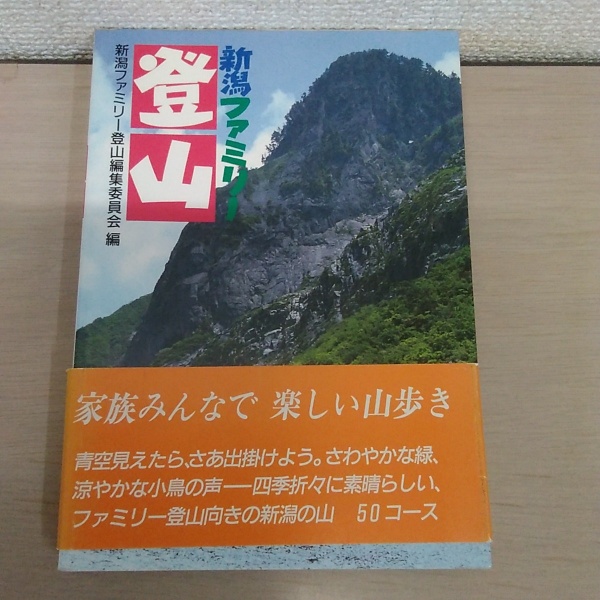 新潟ファミリー
登山
新潟ファミリー登山編集委員会 編
家族みんなで 楽しい山歩き
青空見えたら、さあ出掛けよう。さわやかな緑、
涼やかな小鳥の声──四季折々に素晴らしい、
ファミリー登山向きの新潟の山 50コース